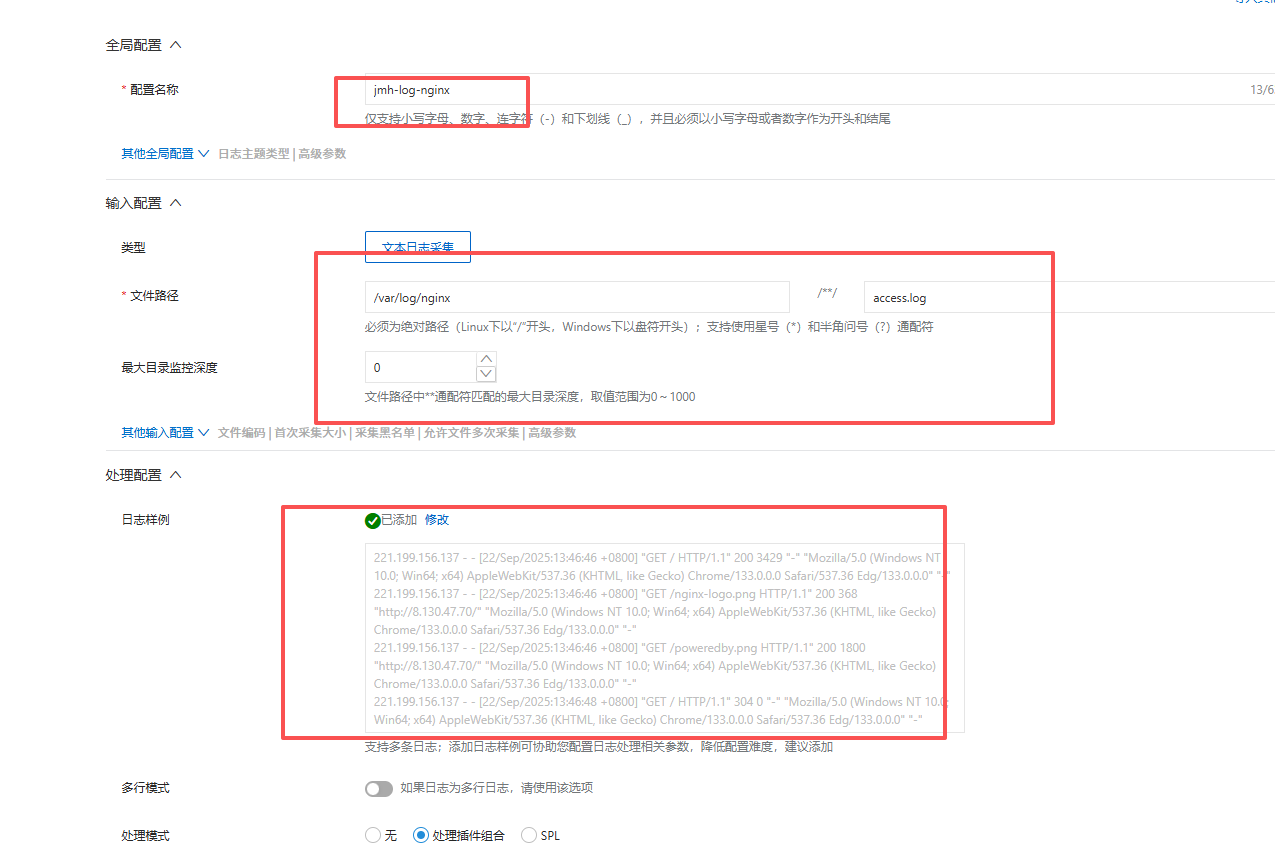 全局配置
* 配置名称 jmh-log-nginx 13/6
仅支持小写字母、数字、连字符（-）和下划线（_），并且必须以小写字母或者数字作为开头和结尾
其他全局配置 日志主题类型 | 高级参数
输入配置
类型 文本日志采集
* 文件路径 /var/log/nginx /**/ access.log
必须为绝对路径（Linux下以“/”开头，Windows下以盘符开头）；支持使用星号（*）和半角问号（?）通配符
最大目录监控深度 0
文件路径中**通配符匹配的最大目录深度，取值范围为0～1000
其他输入配置 文件编码 | 首次采集大小 | 采集黑名单 | 允许文件多次采集 | 高级参数
处理配置
日志样例 已添加 修改
221.199.156.137 - - [22/Sep/2025:13:46:46 +0800] "GET / HTTP/1.1" 200 3429 "-" "Mozilla/5.0 (Windows NT
10.0; Win64; x64) AppleWebKit/537.36 (KHTML, like Gecko) Chrome/133.0.0.0 Safari/537.36 Edg/133.0.0.0" "-"
221.199.156.137 - - [22/Sep/2025:13:46:46 +0800] "GET /nginx-logo.png HTTP/1.1" 200 368
"http://8.130.47.70/" "Mozilla/5.0 (Windows NT 10.0; Win64; x64) AppleWebKit/537.36 (KHTML, like Gecko)
Chrome/133.0.0.0 Safari/537.36 Edg/133.0.0.0" "-"
221.199.156.137 - - [22/Sep/2025:13:46:46 +0800] "GET /poweredby.png HTTP/1.1" 200 1800
"http://8.130.47.70/" "Mozilla/5.0 (Windows NT 10.0; Win64; x64) AppleWebKit/537.36 (KHTML, like Gecko)
Chrome/133.0.0.0 Safari/537.36 Edg/133.0.0.0" "-"
221.199.156.137 - - [22/Sep/2025:13:46:48 +0800] "GET / HTTP/1.1" 304 0 "-" "Mozilla/5.0 (Windows NT 10.0;
Win64; x64) AppleWebKit/537.36 (KHTML, like Gecko) Chrome/133.0.0.0 Safari/537.36 Edg/133.0.0.0" "-"
支持多条日志；添加日志样例可协助您配置日志处理相关参数，降低配置难度，建议添加
多行模式 如果日志为多行日志，请使用该选项
处理模式 无 处理插件组合 SPL